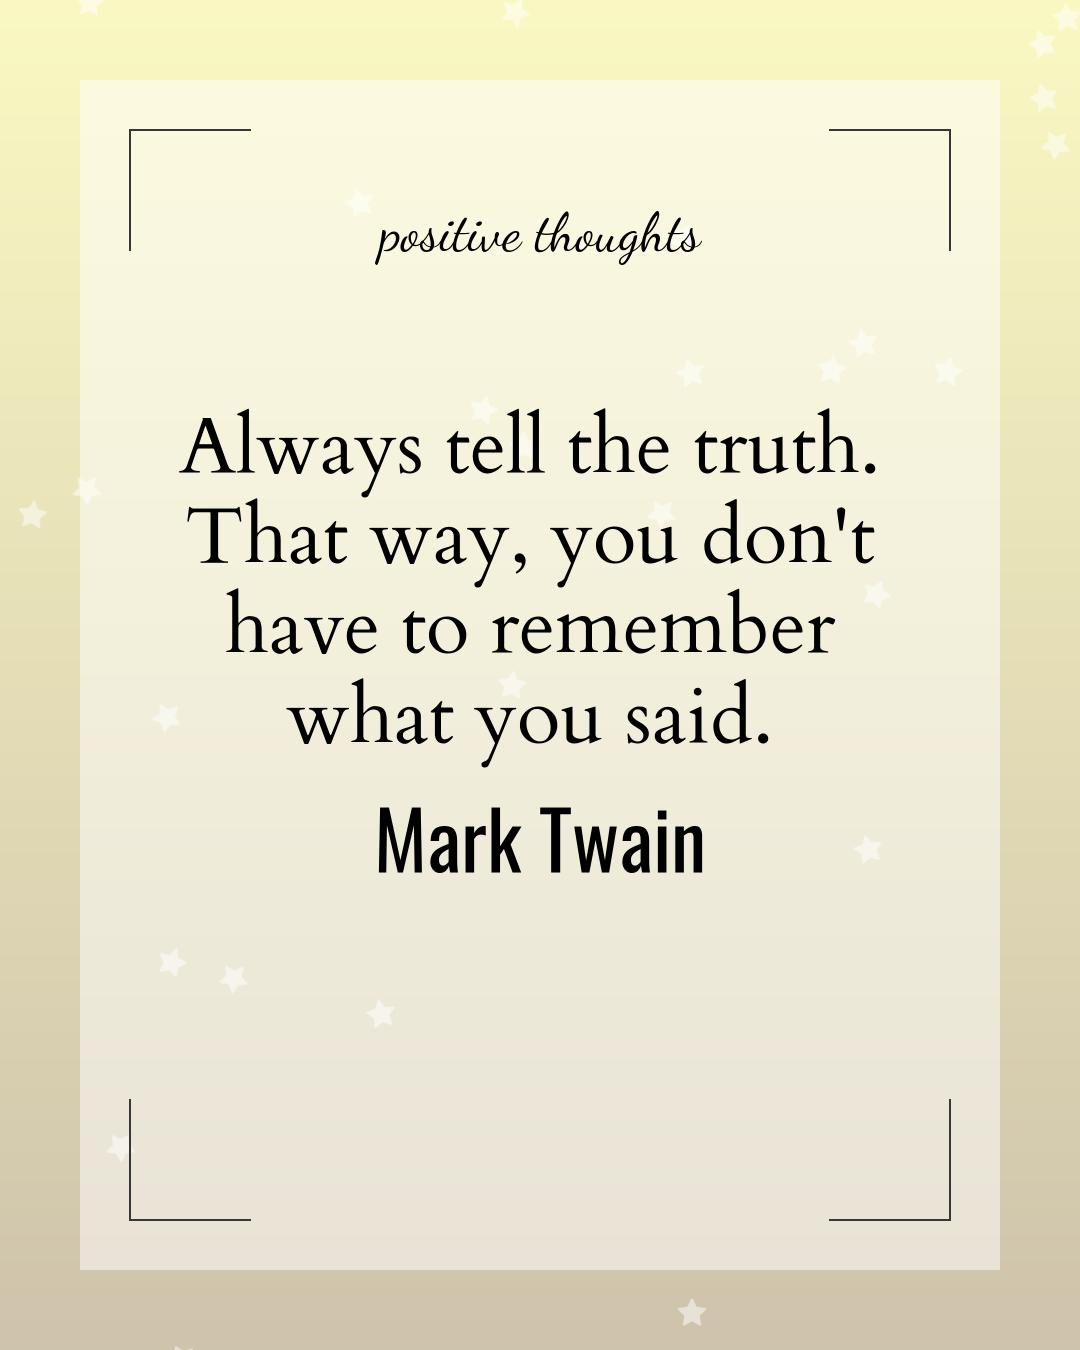 positive thoughts
Always tell the truth.
That way, you don't
have to remember
what you said.
Mark Twain